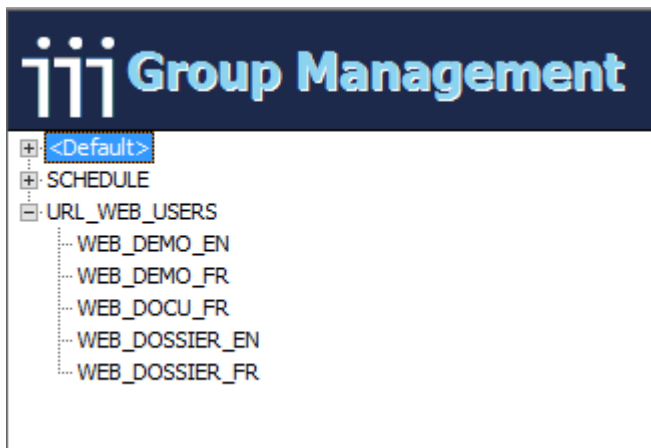 Group Management
<Default>
SCHEDULE
URL_WEB_USERS
WEB_DEMO_EN
WEB_DEMO_FR
WEB_DOCU_FR
WEB_DOSSIER_EN
WEB_DOSSIER_FR